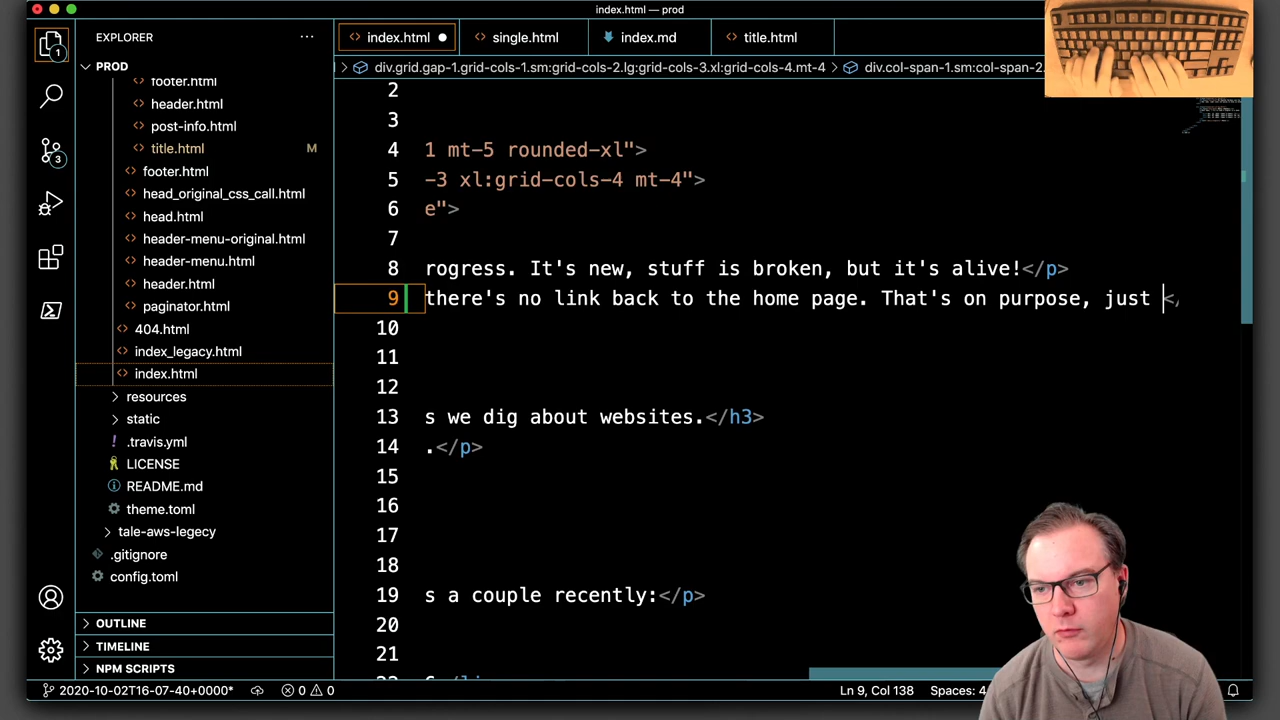 index.html — prod
EXPLORER
index.html
single.html
index.md
title.html
PROD
div.grid.gap-1.grid-cols-1.sm:grid-cols-2.lg:grid-cols-3.xl:grid-cols-4.mt-4
div.col-span-1.sm:col-span-2.
footer.html
header.html
post-info.html
title.html M
footer.html
head_original_css_call.html
head.html
header-menu-original.html
header-menu.html
header.html
paginator.html
404.html
index_legacy.html
index.html
resources
static
.travis.yml
LICENSE
README.md
theme.toml
tale-aws-legacy
.gitignore
config.toml
OUTLINE
TIMELINE
NPM SCRIPTS
1
3
2
3
4 1 mt-5 rounded-xl">
5 -3 xl:grid-cols-4 mt-4">
6 e">
7
8 rogress. It's new, stuff is broken, but it's alive!</p>
9 there's no link back to the home page. That's on purpose, just </
10
11
12
13 s we dig about websites.</h3>
14 .</p>
15
16
17
18
19 s a couple recently:</p>
20
21
2020-10-02T16-07-40+0000*
0
0
Ln 9, Col 138
Spaces: 4